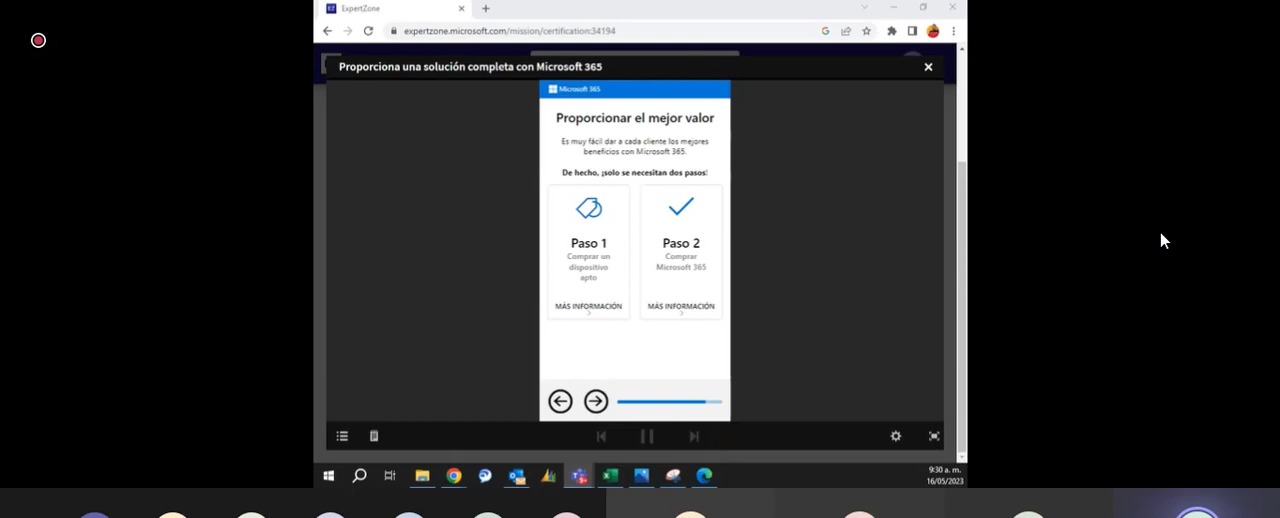 EZ ExpertZone
expertzone.microsoft.com/mission/certification:34194
Proporciona una solución completa con Microsoft 365
Microsoft 365
Proporcionar el mejor valor
Es muy fácil dar a cada cliente los mejores
beneficios con Microsoft 365.
De hecho, ¡solo se necesitan dos pasos!
Paso 1
Comprar un
dispositivo
apto
MÁS INFORMACIÓN
Paso 2
Comprar
Microsoft 365
MÁS INFORMACIÓN
9:30 a. m.
16/05/2023